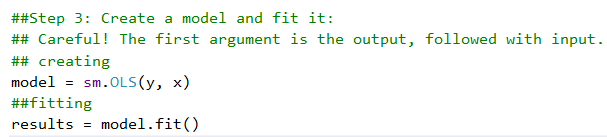 ##Step 3: Create a model and fit it:
## Careful! The first argument is the output, followed with input.
## creating
model = sm.OLS(y, x)
##fitting
results = model.fit()